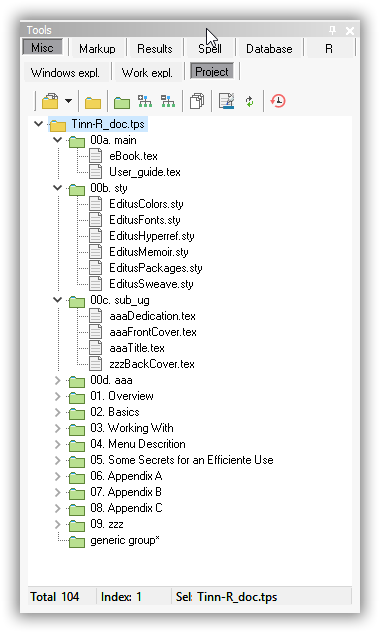 Tools
Misc Markup Results Spell Database R
Windows expl. Work expl. Project
Tinn-R_doc.tps
00a. main
eBook.tex
User_guide.tex
00b. sty
EditusColors.sty
EditusFonts.sty
EditusHyperref.sty
EditusMemoir.sty
EditusPackages.sty
EditusSweave.sty
00c. sub_ug
aaaDedication.tex
aaaFrontCover.tex
aaaTitle.tex
zzzBackCover.tex
00d. aaa
01. Overview
02. Basics
03. Working With
04. Menu Descrition
05. Some Secrets for an Efficiente Use
06. Appendix A
07. Appendix B
08. Appendix C
09. zzz
generic group*
Total 104 Index: 1 Sel: Tinn-R_doc.tps